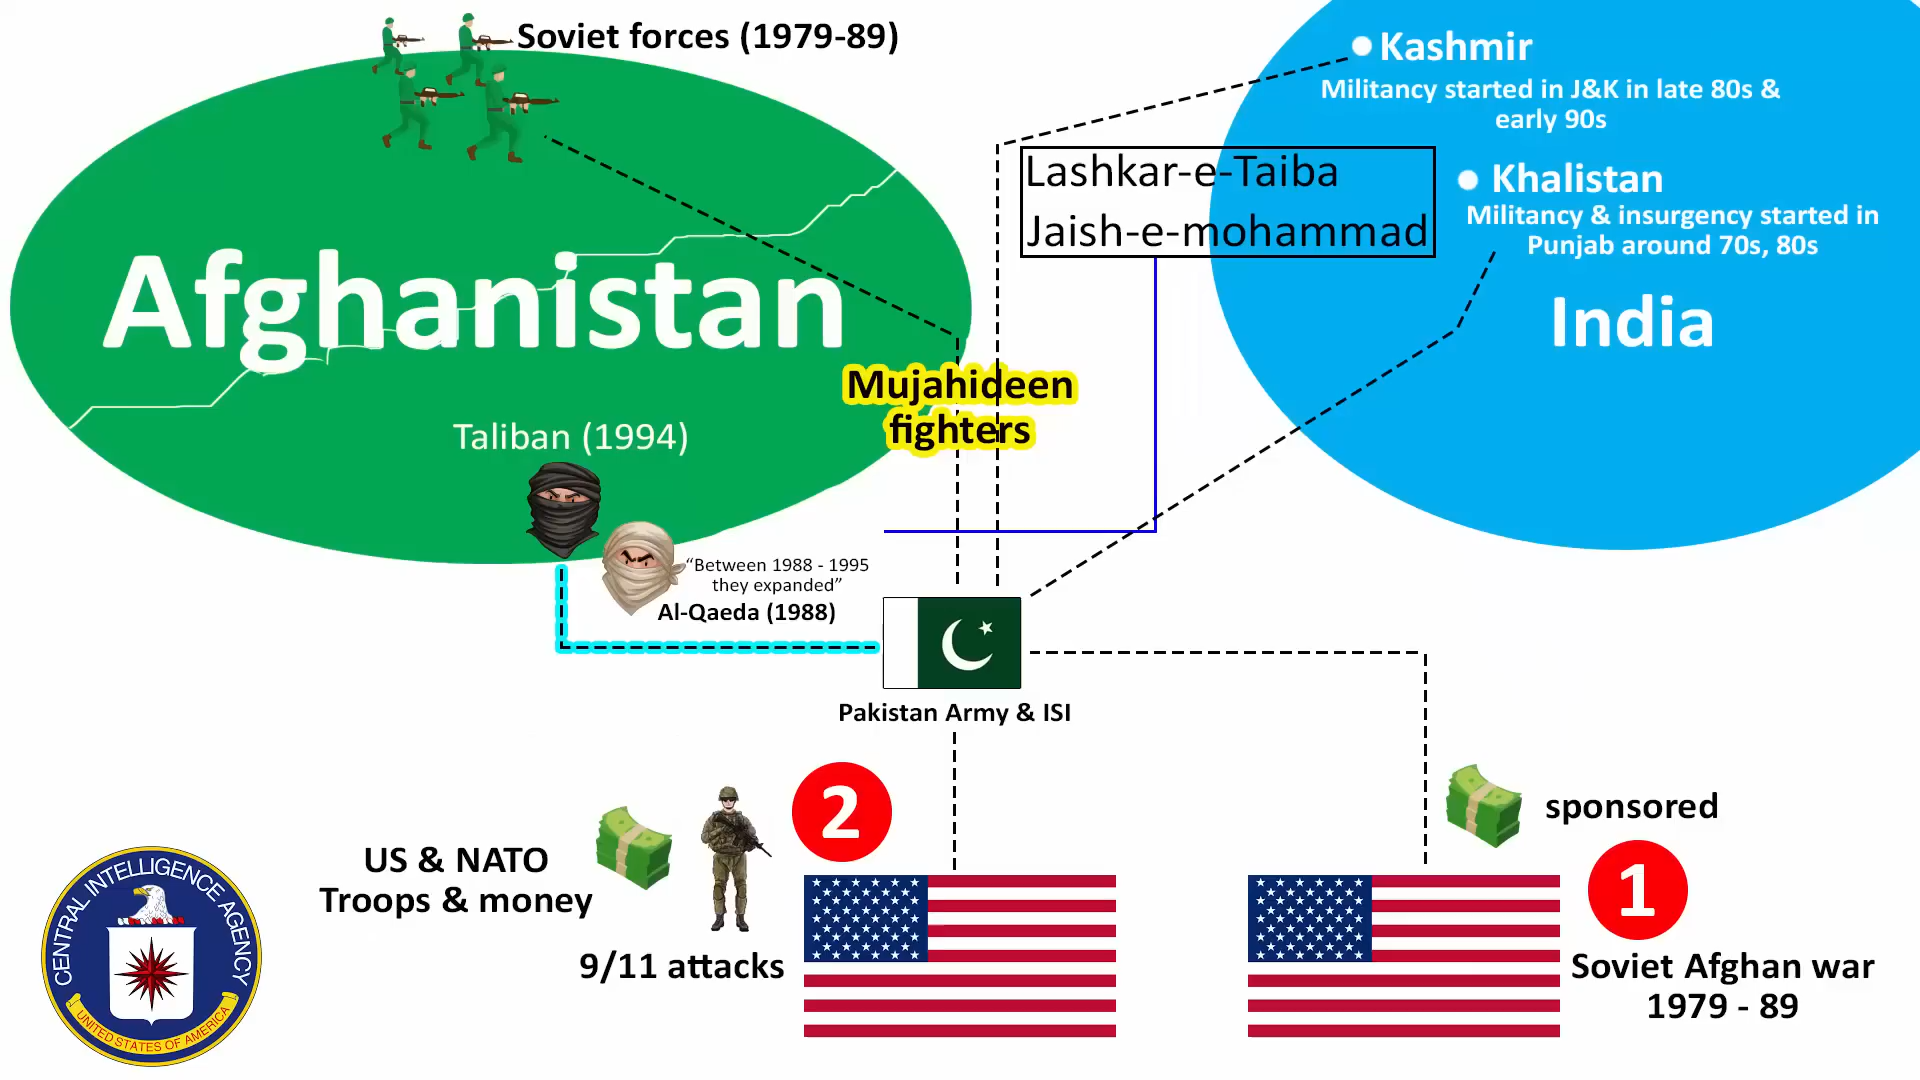 Soviet forces (1979-89)
Kashmir
Militancy started in J&K in late 80s &
early 90s
Lashkar-e-Taiba
Jaish-e-mohammad
Khalistan
Militancy & insurgency started in
Punjab around 70s, 80s
India
Afghanistan
Mujahideen
fighters
Taliban (1994)
“Between 1988 - 1995
they expanded”
Al-Qaeda (1988)
Pakistan Army & ISI
2
US & NATO
Troops & money
9/11 attacks
sponsored
1
Soviet Afghan war
1979 - 89
CENTRAL INTELLIGENCE AGENCY
UNITED STATES OF AMERICA